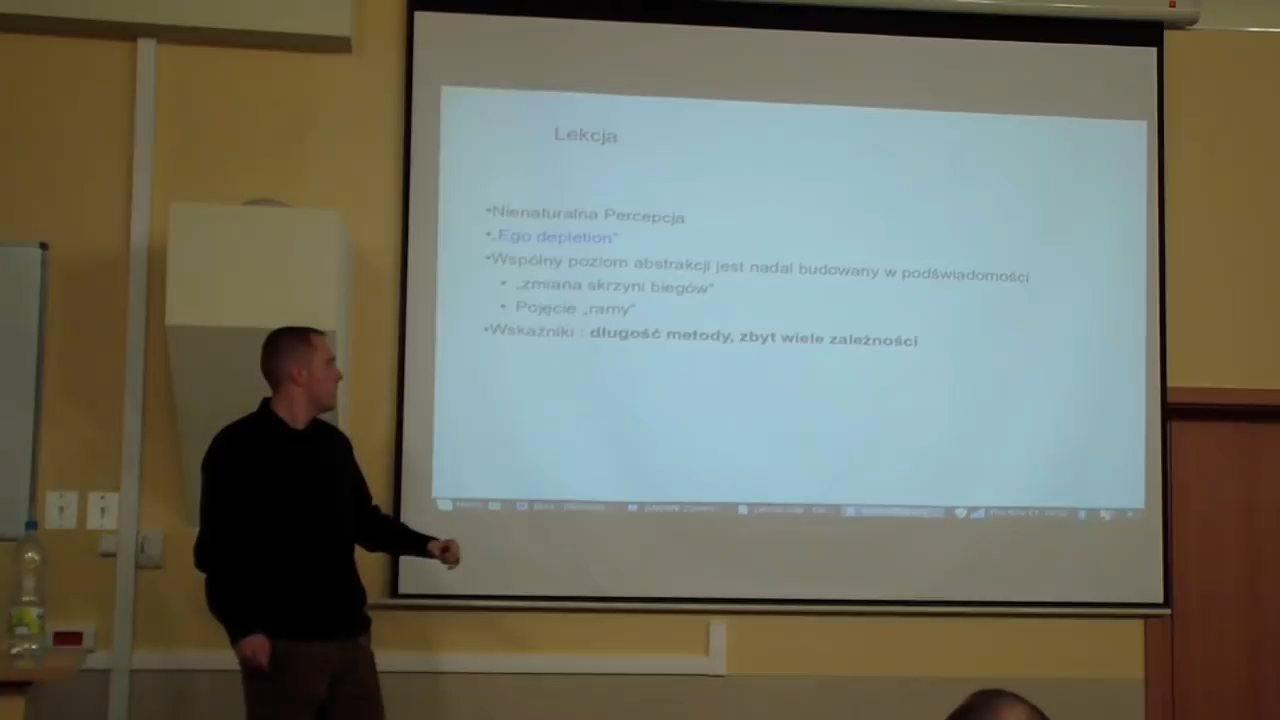 Lekcja
•Nienaturalna Percepcja
•„Ego depletion”
•Wspólny poziom abstrakcji jest nadal budowany w podświadomości
• „zmiana skrzyni biegów”
• Pojęcie „ramy”
•Wskaźniki : długość metody, zbyt wiele zależności